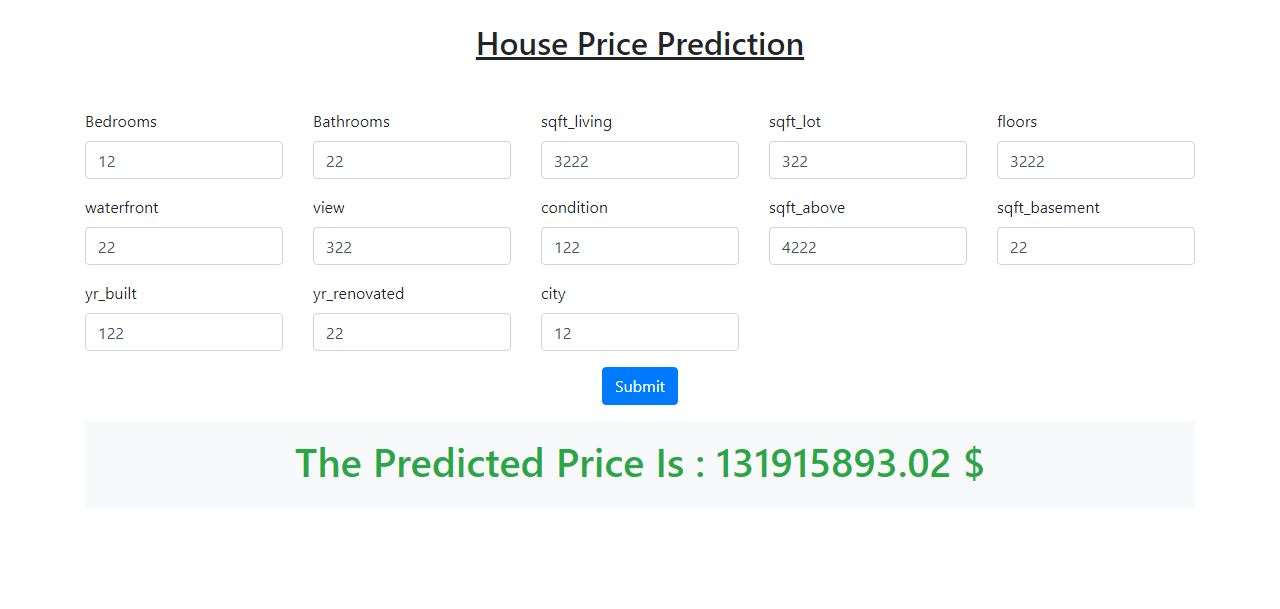 House Price Prediction
Bedrooms Bathrooms sqft_living sqft_lot floors
12 22 3222 322 3222
waterfront view condition sqft_above sqft_basement
22 322 122 4222 22
yr_built yr_renovated city
122 22 12
Submit
The Predicted Price Is : 131915893.02 $